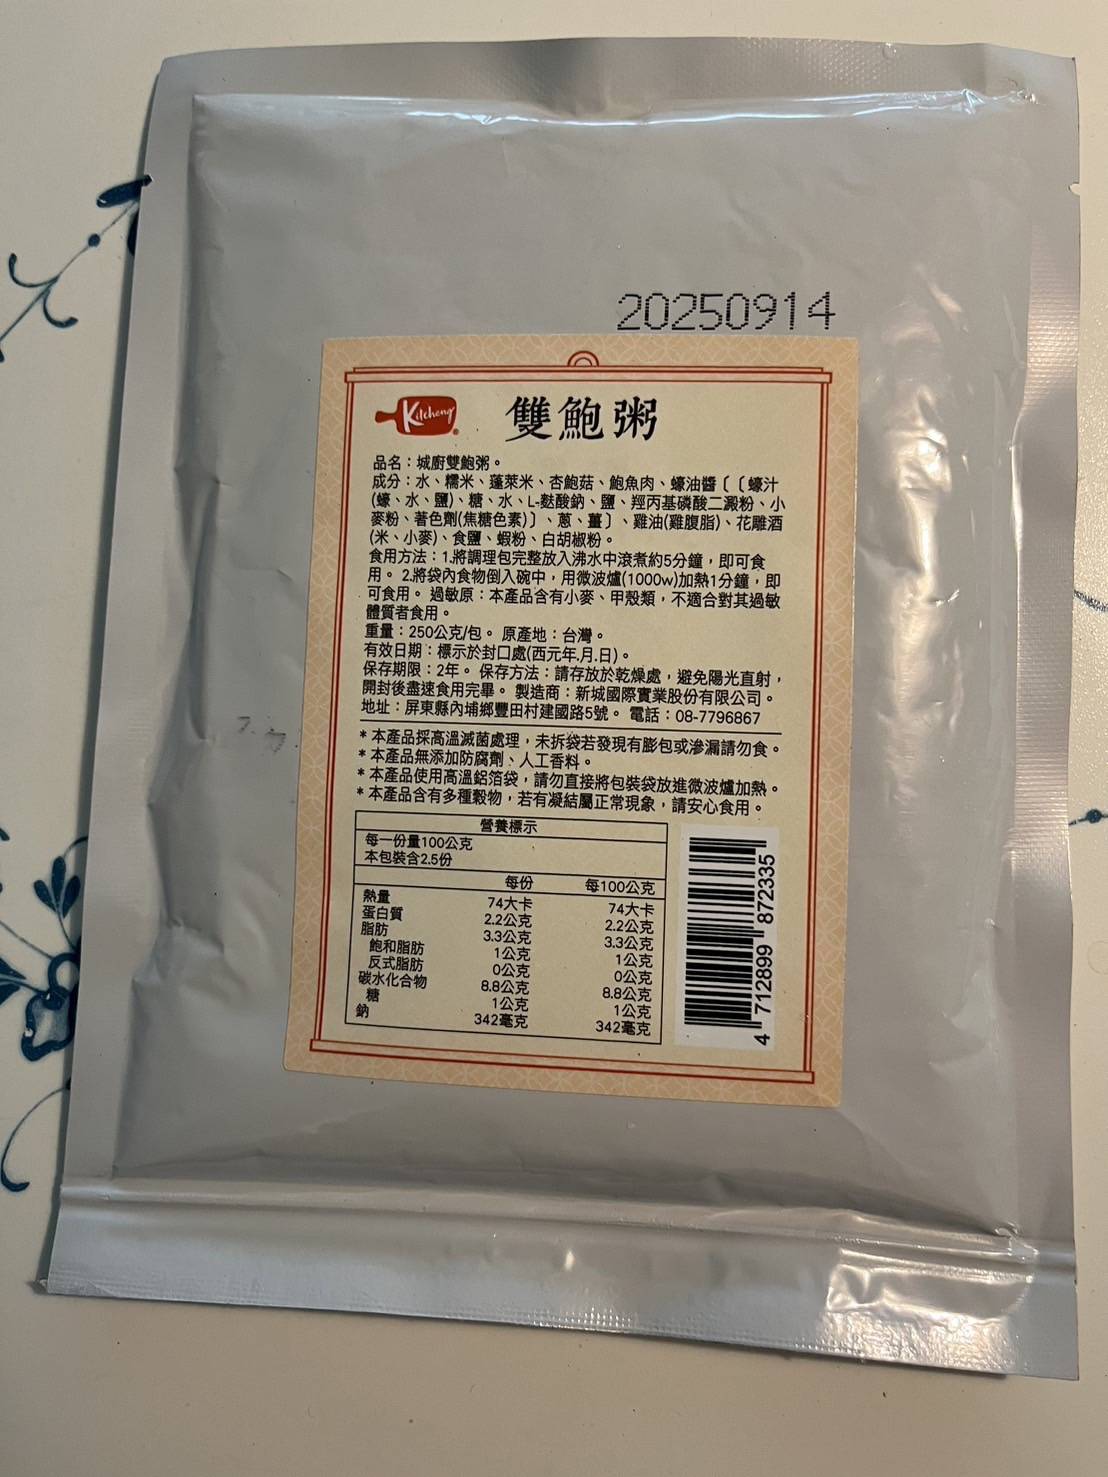 20250914
Kitcheng
雙鮑粥
品名：城廚雙鮑粥。
成分：水、糯米、蓬萊米、杏鮑菇、鮑魚肉、蠔油醬〔〔蠔汁
(蠔、水、鹽)、糖、水、L-麩酸鈉、鹽、羥丙基磷酸二澱粉、小
麥粉、著色劑(焦糖色素)〕、蔥、薑〕、雞油(雞腹脂)、花雕酒
(米、小麥)、食鹽、蝦粉、白胡椒粉。
食用方法：1.將調理包完整放入沸水中滾煮約5分鐘，即可食
用。 2.將袋內食物倒入碗中，用微波爐(1000w)加熱1分鐘，即
可食用。 過敏原：本產品含有小麥、甲殼類，不適合對其過敏
體質者食用。
重量：250公克/包。 原產地：台灣。
有效日期：標示於封口處(西元年.月.日)。
保存期限：2年。 保存方法：請存放於乾燥處，避免陽光直射，
開封後盡速食用完畢。 製造商：新城國際實業股份有限公司。
地址：屏東縣內埔鄉豐田村建國路5號。 電話：08-7796867
*本產品採高溫滅菌處理，未拆袋若發現有膨包或滲漏請勿食。
*本產品無添加防腐劑、人工香料。
*本產品使用高溫鋁箔袋，請勿直接將包裝袋放進微波爐加熱。
*本產品含有多種穀物，若有凝結屬正常現象，請安心食用。
營養標示
每一份量100公克
本包裝含2.5份
每份 每100公克
熱量 74大卡 74大卡
蛋白質 2.2公克 2.2公克
脂肪 3.3公克 3.3公克
飽和脂肪 1公克 1公克
反式脂肪 0公克 0公克
碳水化合物 8.8公克 8.8公克
糖 1公克 1公克
鈉 342毫克 342毫克
4 712899 872335